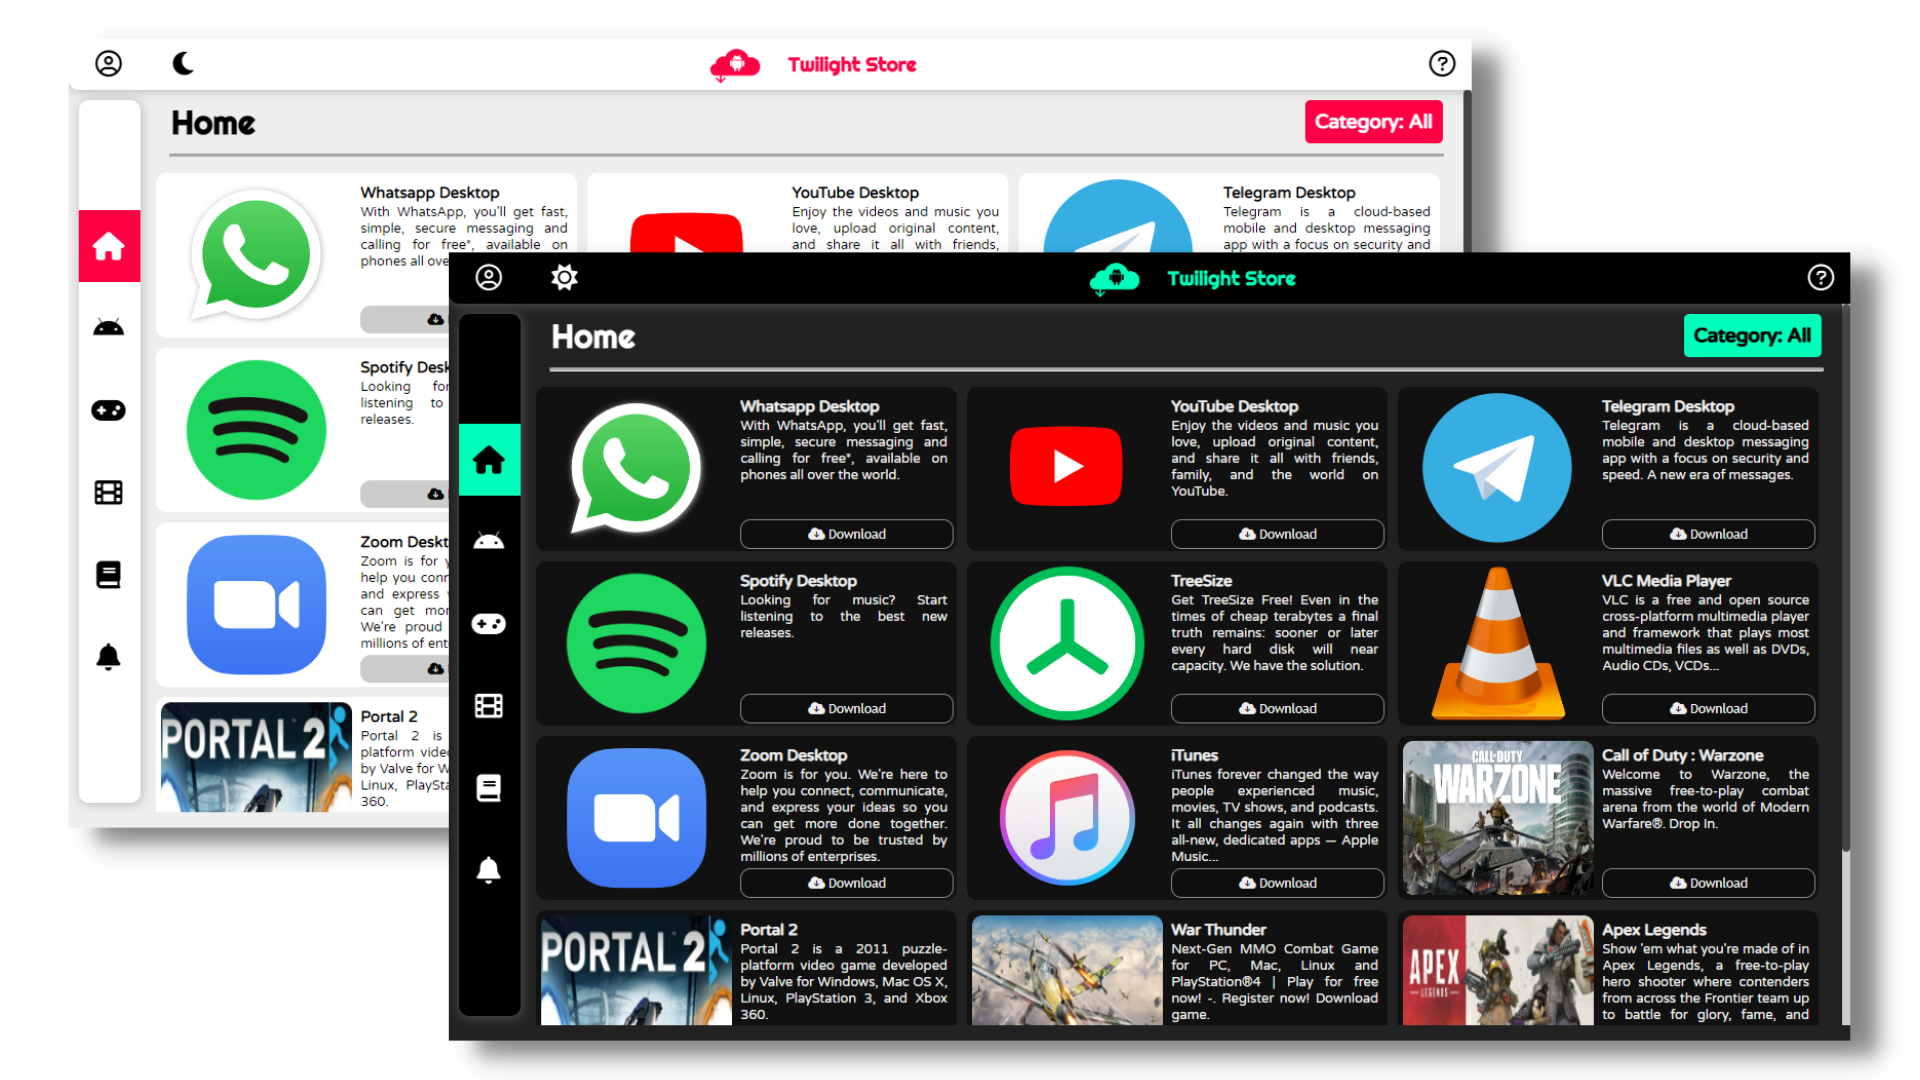 Twilight Store
Home
Category: All
Whatsapp Desktop
With WhatsApp, you'll get fast,
simple, secure messaging and
calling for free*, available on
phones all ove
YouTube Desktop
Enjoy the videos and music you
love, upload original content,
and share it all with friends,
Telegram Desktop
Telegram is a cloud-based
mobile and desktop messaging
app with a focus on security and
Spotify Desk
Looking for
listening to
releases.
Zoom Deskt
Zoom is for
help you conn
and express
can get mor
We're proud
millions of ent
PORTAL 2
Portal 2
Portal 2 is
platform vide
by Valve for W
Linux, PlaySta
360.
Twilight Store
Home
Category: All
Whatsapp Desktop
With WhatsApp, you'll get fast,
simple, secure messaging and
calling for free*, available on
phones all over the world.
Download
YouTube Desktop
Enjoy the videos and music you
love, upload original content,
and share it all with friends,
family, and the world on
YouTube.
Download
Telegram Desktop
Telegram is a cloud-based
mobile and desktop messaging
app with a focus on security and
speed. A new era of messages.
Download
Spotify Desktop
Looking for music? Start
listening to the best new
releases.
Download
TreeSize
Get TreeSize Free! Even in the
times of cheap terabytes a final
truth remains: sooner or later
every hard disk will near
capacity. We have the solution.
Download
VLC Media Player
VLC is a free and open source
cross-platform multimedia player
and framework that plays most
multimedia files as well as DVDs,
Audio CDs, VCDs...
Download
Zoom Desktop
Zoom is for you. We're here to
help you connect, communicate,
and express your ideas so you
can get more done together.
We're proud to be trusted by
millions of enterprises.
Download
iTunes
iTunes forever changed the way
people experienced music,
movies, TV shows, and podcasts.
It all changes again with three
all-new, dedicated apps — Apple
Music...
Download
CALL·DUTY
WARZONE
Call of Duty : Warzone
Welcome to Warzone, the
massive free-to-play combat
arena from the world of Modern
Warfare®. Drop In.
Download
PORTAL 2
Portal 2
Portal 2 is a 2011 puzzle-
platform video game developed
by Valve for Windows, Mac OS X,
Linux, PlayStation 3, and Xbox
360.
War Thunder
Next-Gen MMO Combat Game
for PC, Mac, Linux and
PlayStation®4 | Play for free
now! -. Register now! Download
game.
APEX
LEGENDS
Apex Legends
Show 'em what you're made of in
Apex Legends, a free-to-play
hero shooter where contenders
from across the Frontier team up
to battle for glory, fame, and